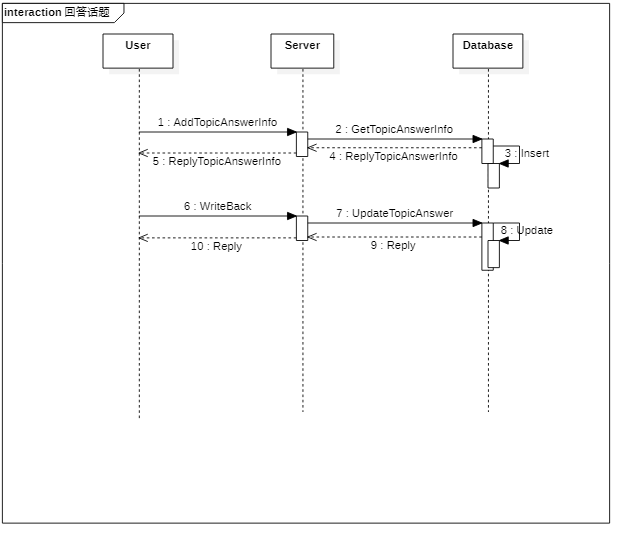 interaction 回答话题
User
Server
Database
1 : AddTopicAnswerInfo
2 : GetTopicAnswerInfo
3 : Insert
4 : ReplyTopicAnswerInfo
5 : ReplyTopicAnswerInfo
6 : WriteBack
7 : UpdateTopicAnswer
8 : Update
9 : Reply
10 : Reply